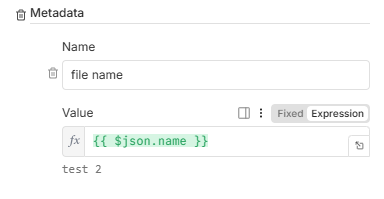 Metadata
Name
file name
Value
Fixed Expression
fx {{ $json.name }}
test 2